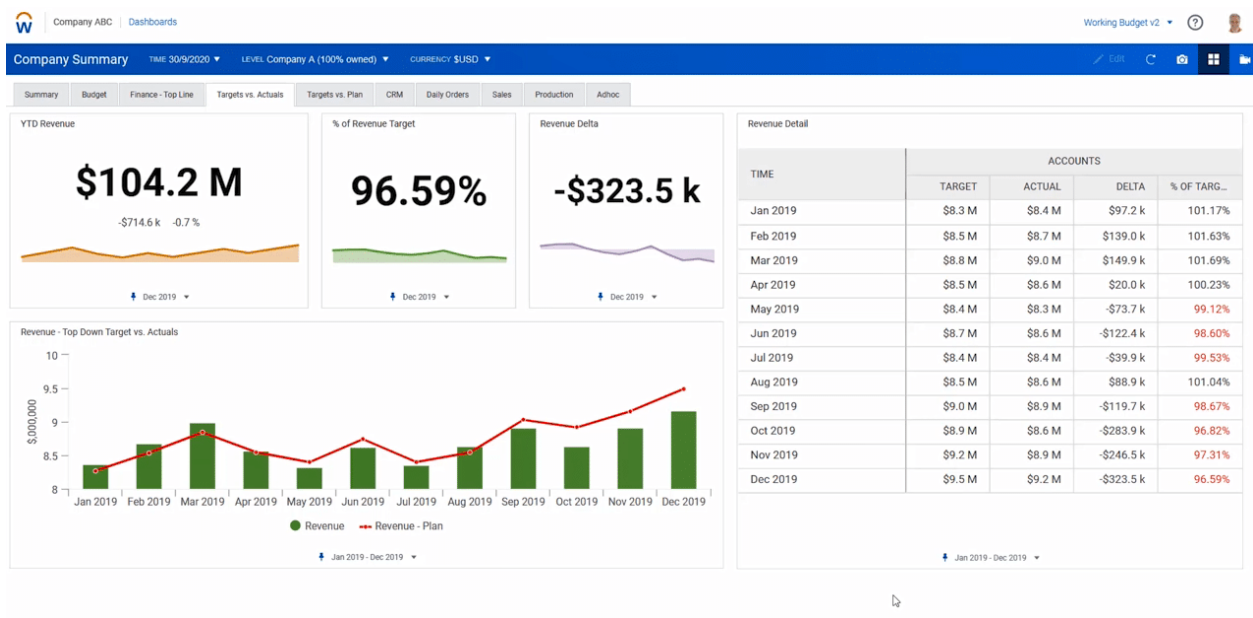 Company ABC Dashboards Working Budget v2 ?
Company Summary TIME 30/9/2020 LEVEL Company A (100% owned) CURRENCY $USD Edit
Summary Budget Finance - Top Line Targets vs. Actuals Targets vs. Plan CRM Daily Orders Sales Production Adhoc
YTD Revenue
$104.2 M
-$714.6 k -0.7 %
Dec 2019
% of Revenue Target
96.59%
Dec 2019
Revenue Delta
-$323.5 k
Dec 2019
Revenue - Top Down Target vs. Actuals
$,000,000
10
9.5
9
8.5
8
Jan 2019 Feb 2019 Mar 2019 Apr 2019 May 2019 Jun 2019 Jul 2019 Aug 2019 Sep 2019 Oct 2019 Nov 2019 Dec 2019
Revenue Revenue - Plan
Jan 2019 - Dec 2019
Revenue Detail
TIME ACCOUNTS
TARGET ACTUAL DELTA % OF TARG...
Jan 2019 $8.3 M $8.4 M $97.2 k 101.17%
Feb 2019 $8.5 M $8.7 M $139.0 k 101.63%
Mar 2019 $8.8 M $9.0 M $149.9 k 101.69%
Apr 2019 $8.5 M $8.6 M $20.0 k 100.23%
May 2019 $8.4 M $8.3 M -$73.7 k 99.12%
Jun 2019 $8.7 M $8.6 M -$122.4 k 98.60%
Jul 2019 $8.4 M $8.4 M -$39.9 k 99.53%
Aug 2019 $8.5 M $8.6 M $88.9 k 101.04%
Sep 2019 $9.0 M $8.9 M -$119.7 k 98.67%
Oct 2019 $8.9 M $8.6 M -$283.9 k 96.82%
Nov 2019 $9.2 M $8.9 M -$246.5 k 97.31%
Dec 2019 $9.5 M $9.2 M -$323.5 k 96.59%
Jan 2019 - Dec 2019